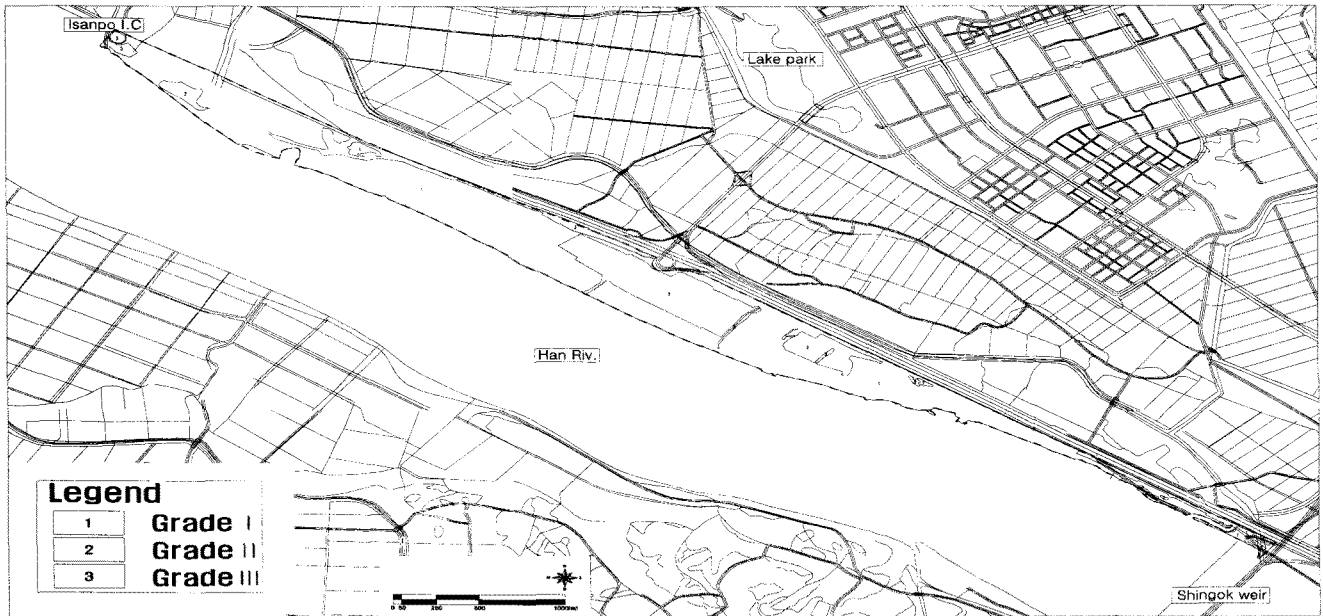 Isanpo I.C
Lake park
Han Riv.
Legend
1 Grade I
2 Grade II
3 Grade III
Shingok weir